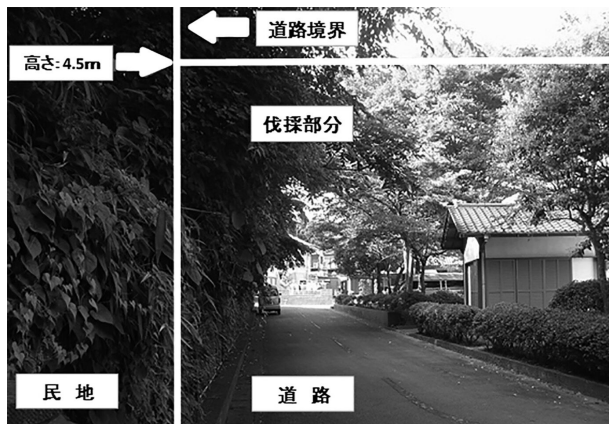 道路境界
高さ:4.5m
伐採部分
民地
道路